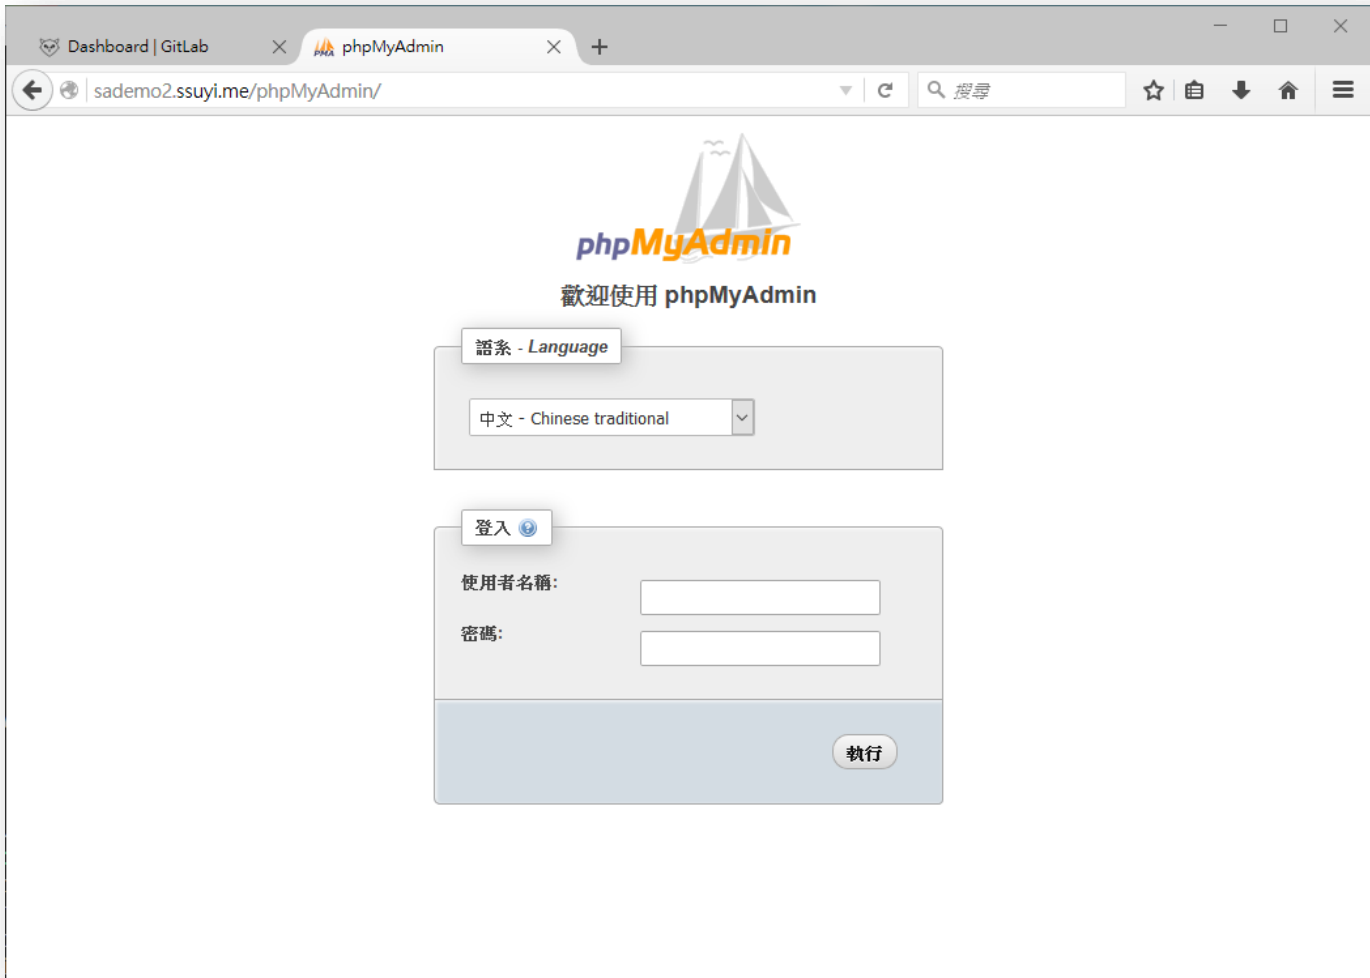 Dashboard | GitLab
phpMyAdmin
sademo2.ssuyi.me/phpMyAdmin/
搜尋
phpMyAdmin
歡迎使用 phpMyAdmin
語系 - Language
中文 - Chinese traditional
登入
使用者名稱:
密碼:
執行